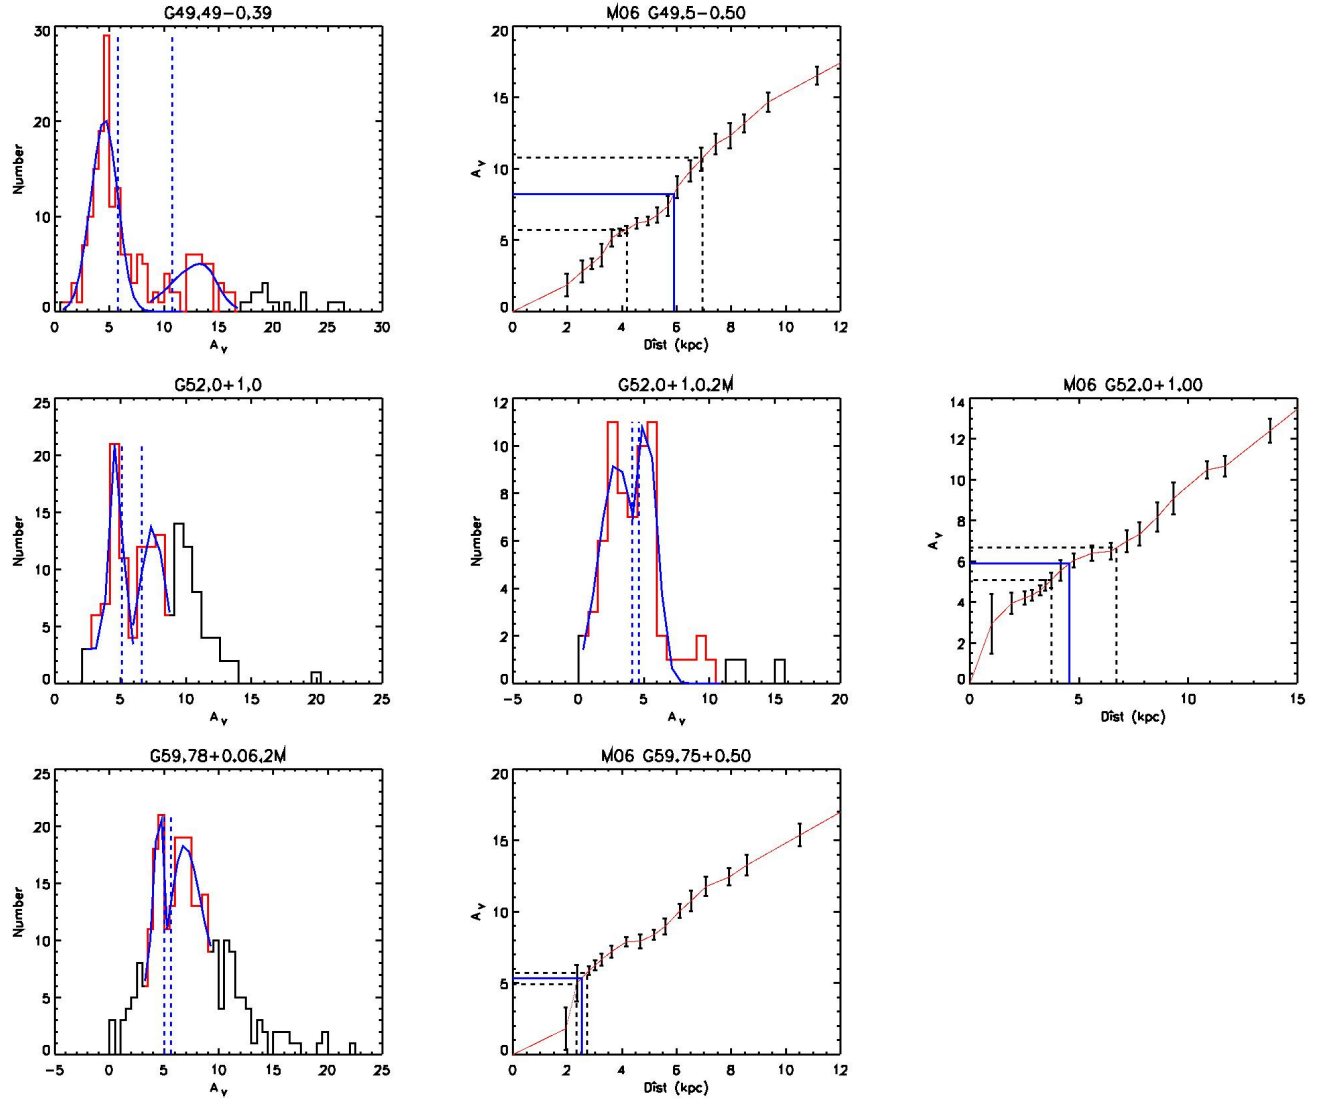 G49.49-0.39
M06 G49.5-0.50
30
20
10
0
Number
0 5 10 15 20 25 30
A_v
20
15
10
5
0
A_v
0 2 4 6 8 10 12
Dist (kpc)
G52.0+1.0
G52.0+1.0.2M
M06 G52.0+1.00
25
20
15
10
5
0
Number
0 5 10 15 20 25
A_v
12
10
8
6
4
2
0
Number
-5 0 5 10 15 20
A_v
14
12
10
8
6
4
2
0
A_v
0 5 10 15
Dist (kpc)
G59.78+0.06.2M
M06 G59.75+0.50
25
20
15
10
5
0
Number
-5 0 5 10 15 20 25
A_v
20
15
10
5
0
A_v
0 2 4 6 8 10 12
Dist (kpc)